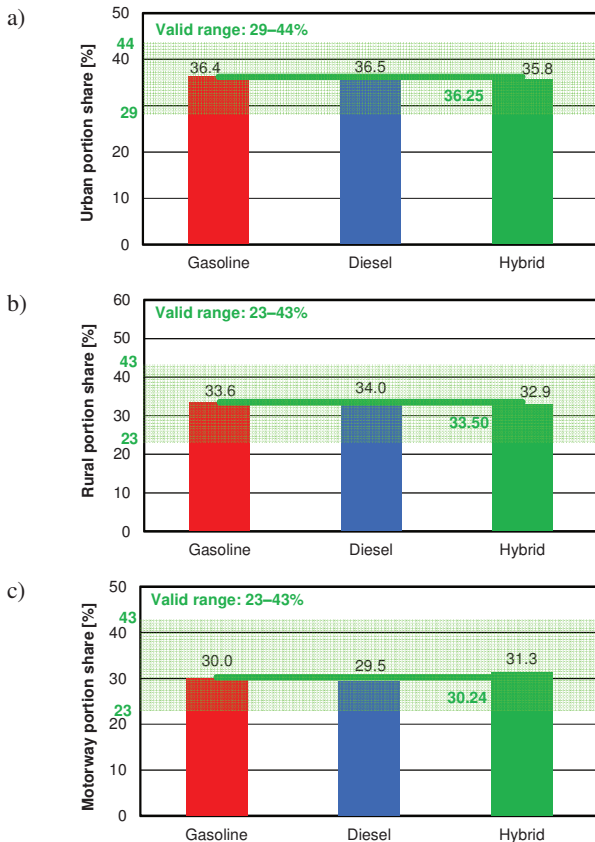 a)
Urban portion share [%]
50
Valid range: 29–44%
44
40
36.4
36.5
35.8
36.25
29
20
10
0
Gasoline
Diesel
Hybrid
b)
Rural portion share [%]
60
Valid range: 23–43%
50
43
40
33.6
34.0
32.9
30
33.50
23
20
10
0
Gasoline
Diesel
Hybrid
c)
Motorway portion share [%]
50
Valid range: 23–43%
43
40
30.0
29.5
31.3
30
30.24
23
20
10
0
Gasoline
Diesel
Hybrid